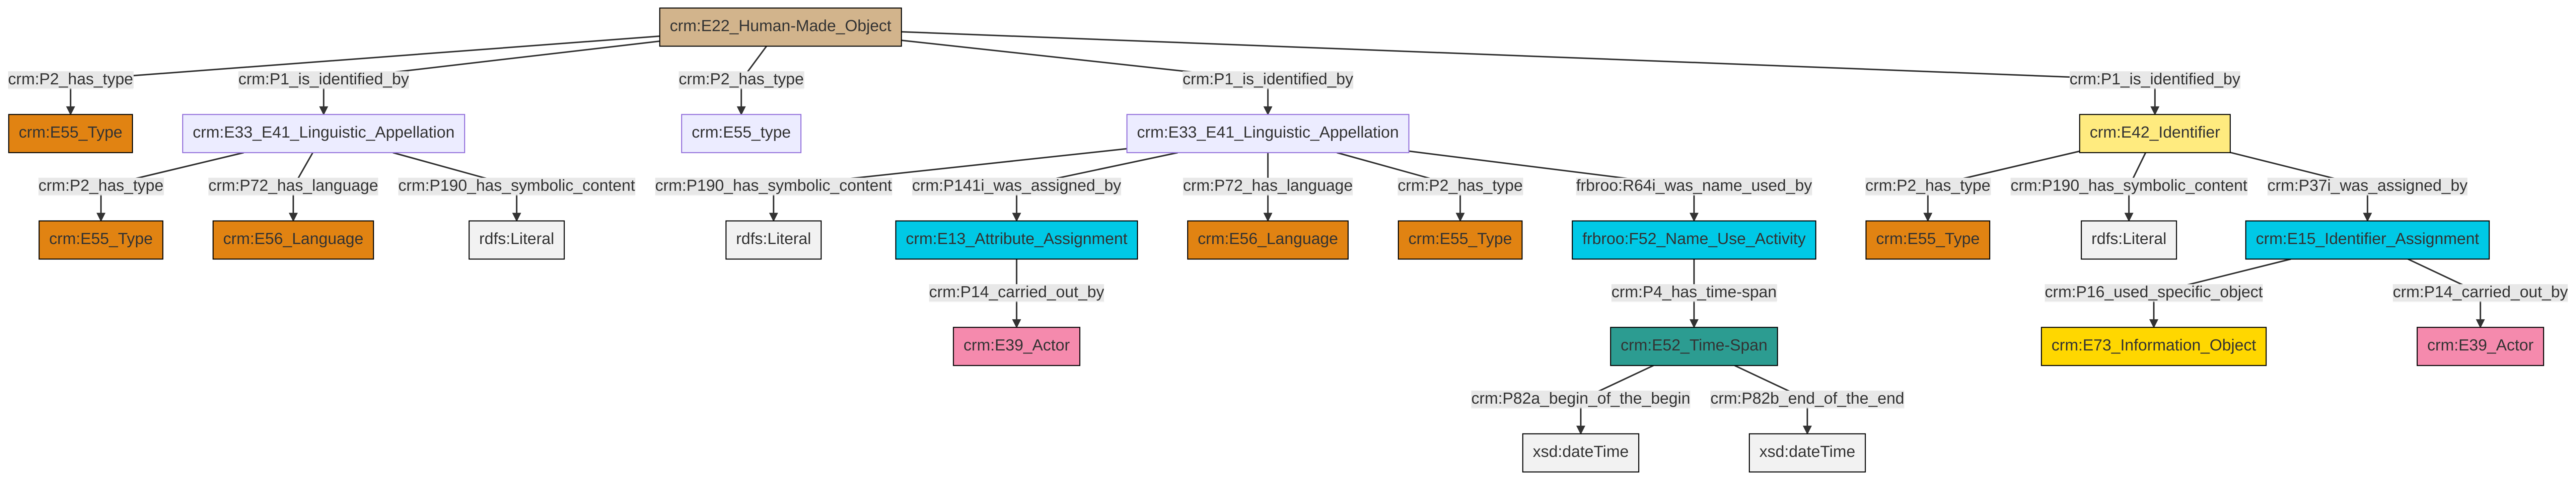 crm:E22_Human-Made_Object
crm:P2_has_type
crm:P1_is_identified_by
crm:P2_has_type
crm:P1_is_identified_by
crm:P1_is_identified_by
crm:E55_Type
crm:E33_E41_Linguistic_Appellation
crm:E55_type
crm:E33_E41_Linguistic_Appellation
crm:E42_Identifier
crm:P2_has_type
crm:P72_has_language
crm:P190_has_symbolic_content
crm:P190_has_symbolic_content
crm:P141i_was_assigned_by
crm:P72_has_language
crm:P2_has_type
frbroo:R64i_was_name_used_by
crm:P2_has_type
crm:P190_has_symbolic_content
crm:P37i_was_assigned_by
crm:E55_Type
crm:E56_Language
rdfs:Literal
rdfs:Literal
crm:E13_Attribute_Assignment
crm:E56_Language
crm:E55_Type
frbroo:F52_Name_Use_Activity
crm:E55_Type
rdfs:Literal
crm:E15_Identifier_Assignment
crm:P14_carried_out_by
crm:P4_has_time-span
crm:P16_used_specific_object
crm:P14_carried_out_by
crm:E39_Actor
crm:E52_Time-Span
crm:E73_Information_Object
crm:E39_Actor
crm:P82a_begin_of_the_begin
crm:P82b_end_of_the_end
xsd:dateTime
xsd:dateTime